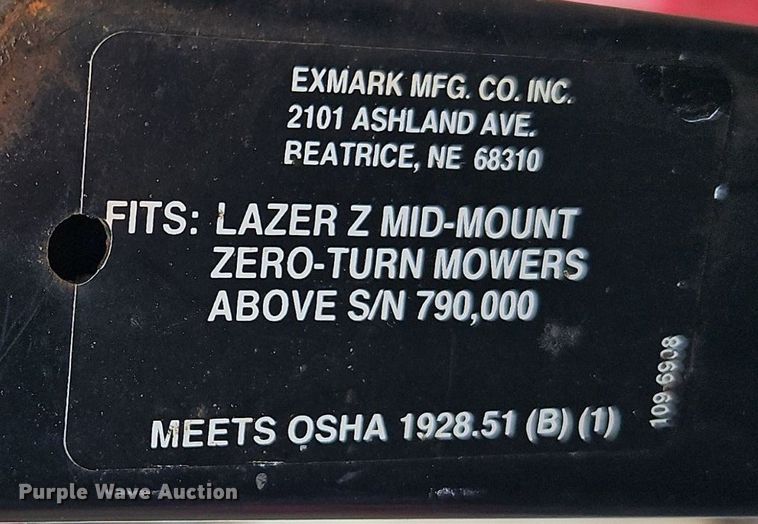 EXMARK MFG. CO. INC.
2101 ASHLAND AVE.
BEATRICE, NE 68310
FITS: LAZER Z MID-MOUNT
ZERO-TURN MOWERS
ABOVE S/N 790,000
109-6908
MEETS OSHA 1928.51 (B) (1)
Purple Wave Auction